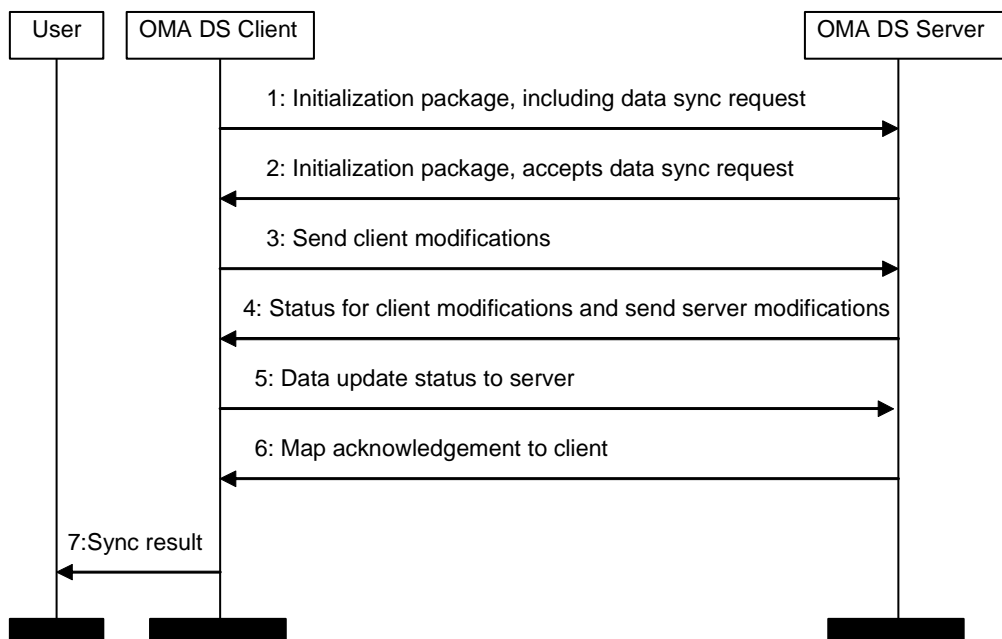 User
OMA DS Client
OMA DS Server
1: Initialization package, including data sync request
2: Initialization package, accepts data sync request
3: Send client modifications
4: Status for client modifications and send server modifications
5: Data update status to server
6: Map acknowledgement to client
7:Sync result